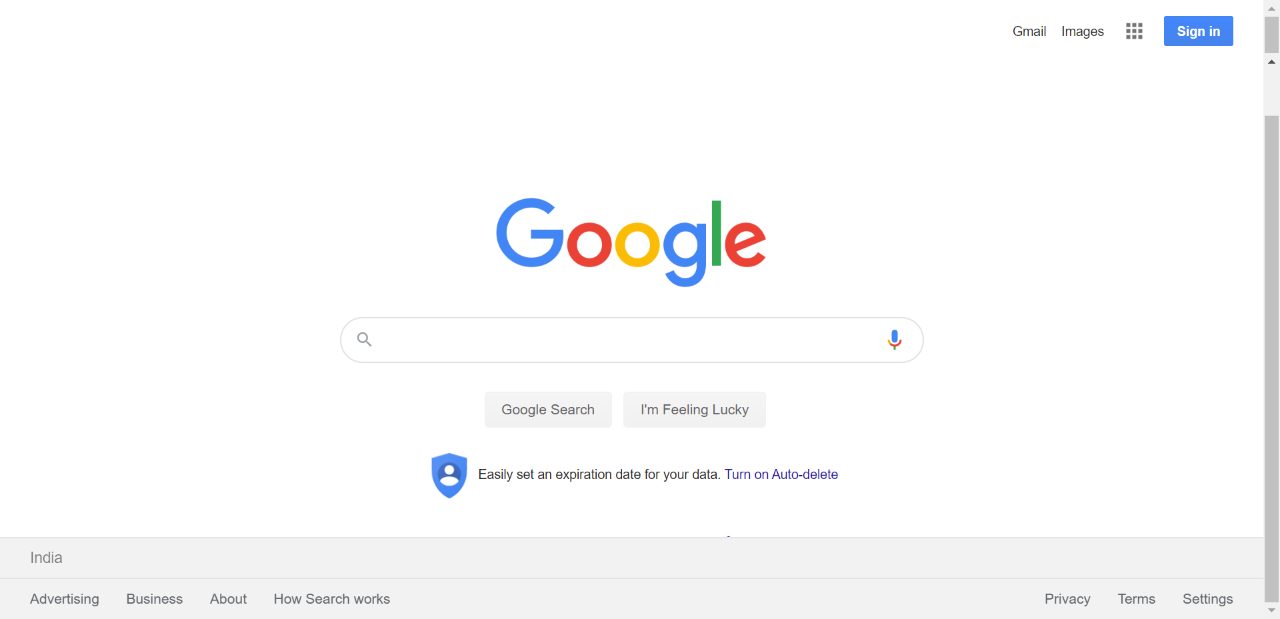 Gmail Images Sign in
Google
Google Search I'm Feeling Lucky
Easily set an expiration date for your data. Turn on Auto-delete
India
Advertising Business About How Search works Privacy Terms Settings